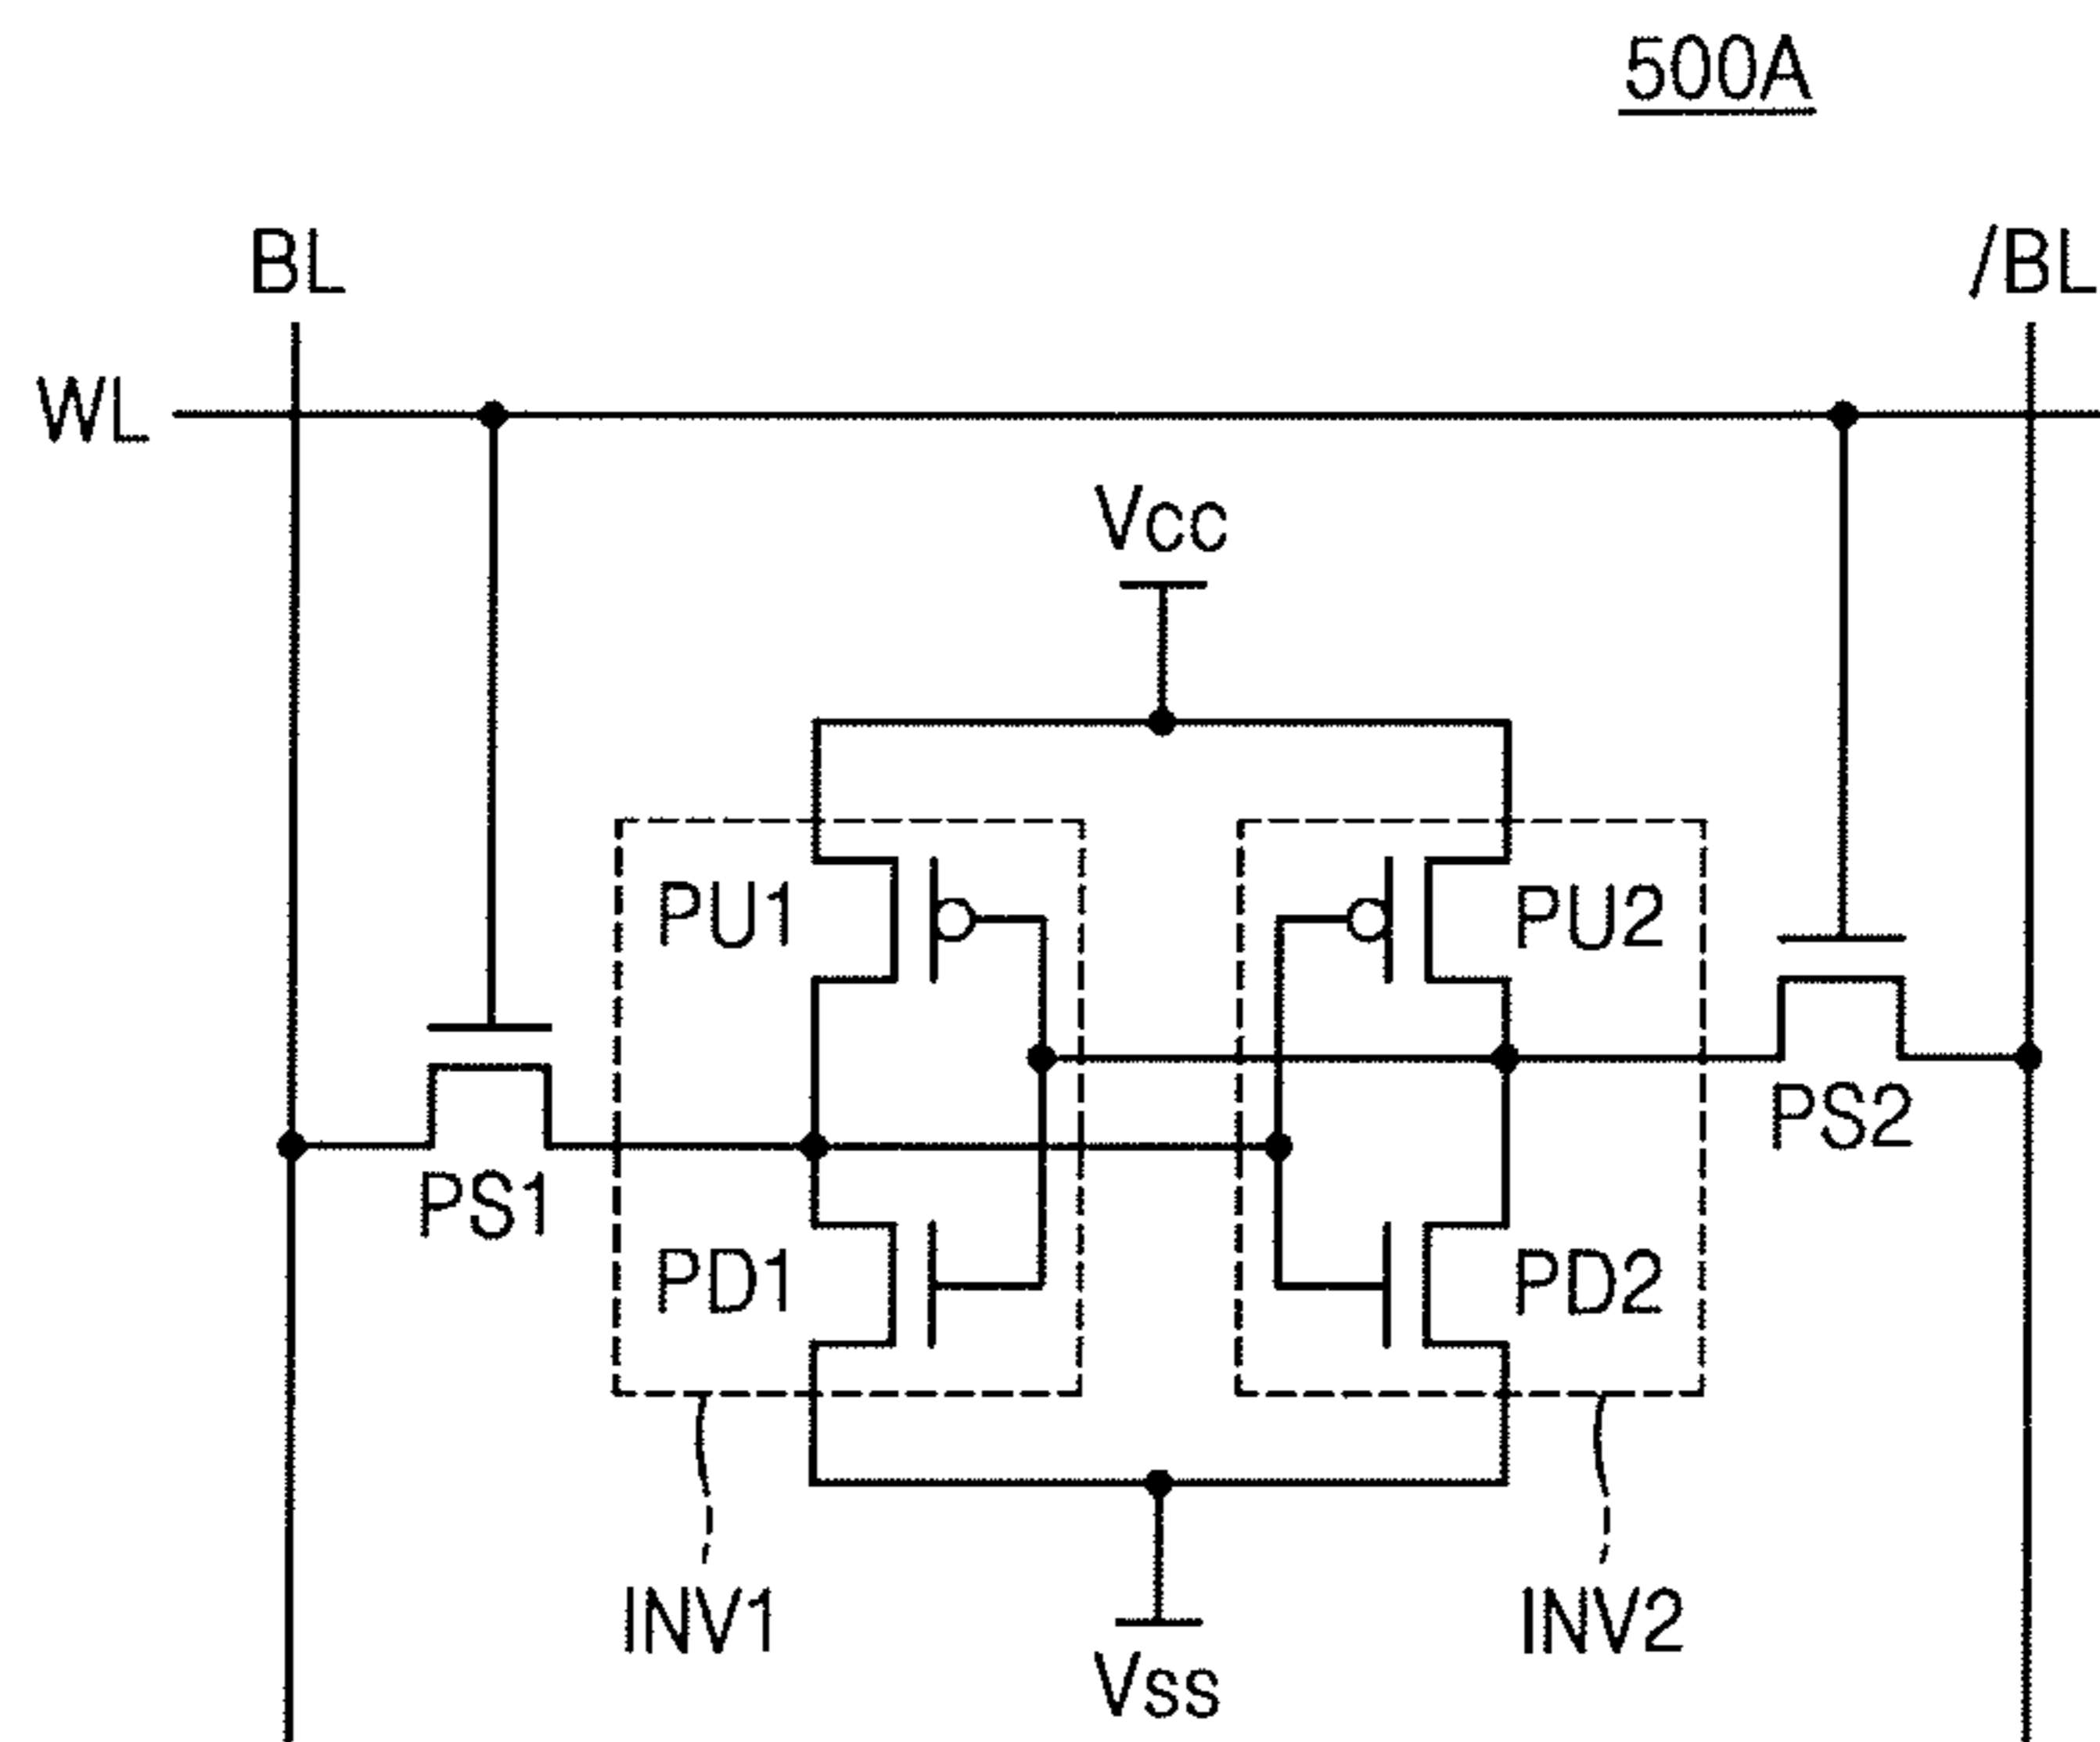 500A
BL
/BL
WL
Vcc
PU1
PU2
PS2
PS1
PD1
PD2
INV1
INV2
Vss